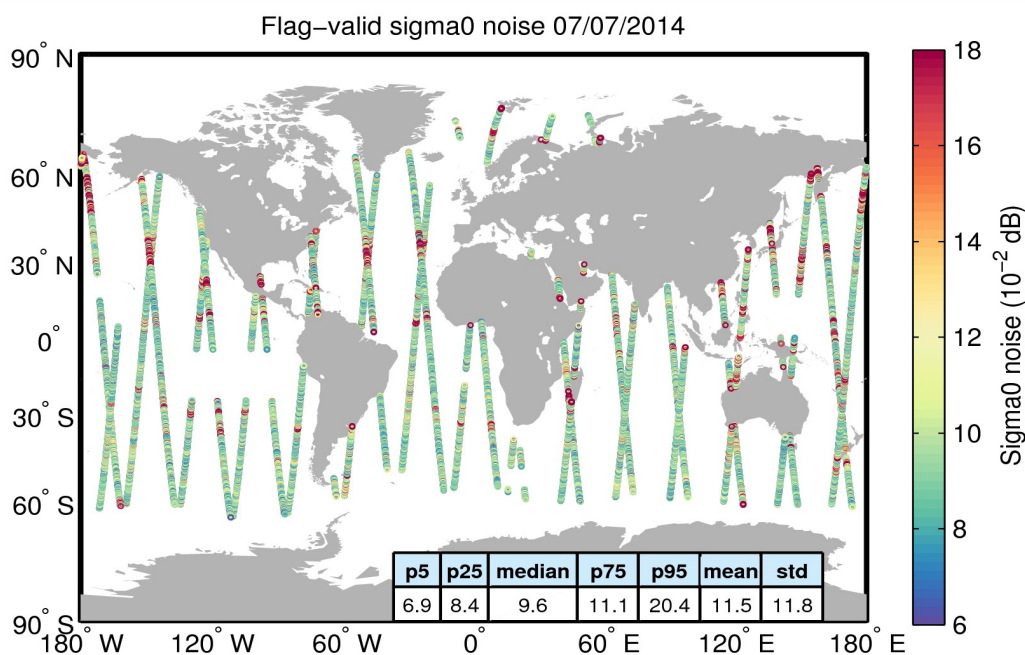 Flag−valid sigma0 noise 07/07/2014
90° N
60° N
30° N
0°
30° S
60° S
90° S
180° W
120° W
60° W
0°
60° E
120° E
180° E
p5 p25 median p75 p95 mean std
6.9 8.4 9.6 11.1 20.4 11.5 11.8
18
16
14
12
10
8
6
Sigma0 noise (10⁻² dB)